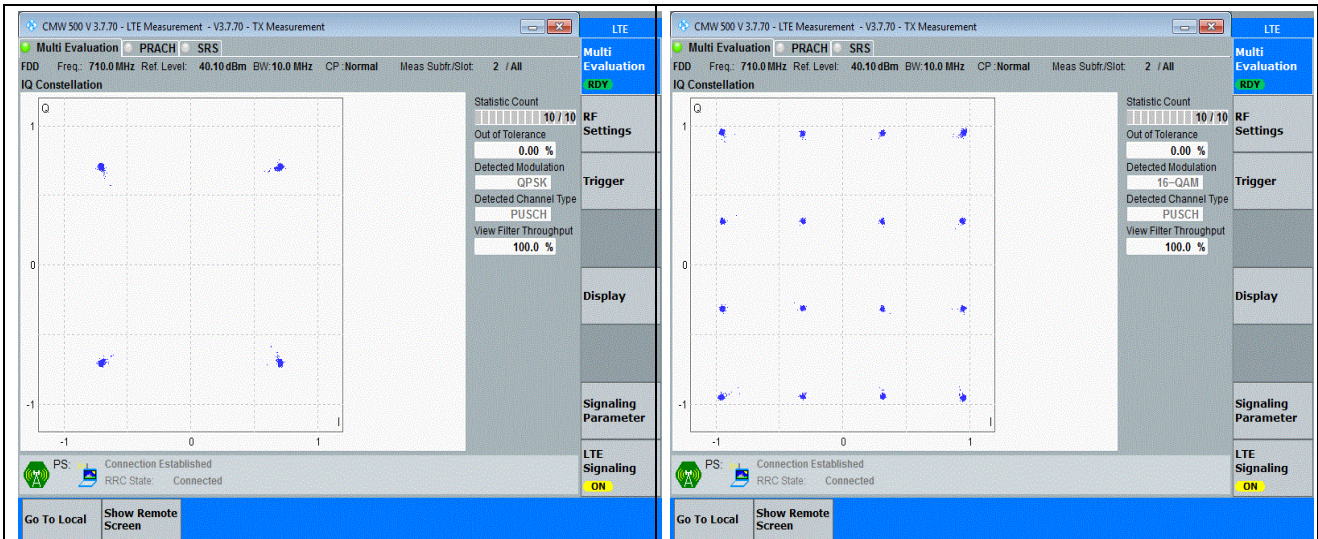 CMW 500 V 3.7.70 - LTE Measurement - V3.7.70 - TX Measurement
LTE
Multi Evaluation PRACH SRS
FDD Freq.: 710.0 MHz Ref. Level: 40.10 dBm BW: 10.0 MHz CP : Normal Meas Subfr./Slot: 2 / All
IQ Constellation
Multi
Evaluation
RDY
Q
1
0
-1
-1 0 1
I
Statistic Count
10 / 10
Out of Tolerance
0.00 %
Detected Modulation
QPSK
Detected Channel Type
PUSCH
View Filter Throughput
100.0 %
RF
Settings
Trigger
Display
Signaling
Parameter
LTE
Signaling
ON
PS: Connection Established
RRC State: Connected
Go To Local
Show Remote
Screen
CMW 500 V 3.7.70 - LTE Measurement - V3.7.70 - TX Measurement
LTE
Multi Evaluation PRACH SRS
FDD Freq.: 710.0 MHz Ref. Level: 40.10 dBm BW: 10.0 MHz CP : Normal Meas Subfr./Slot: 2 / All
IQ Constellation
Multi
Evaluation
RDY
Q
1
0
-1
-1 0 1
I
Statistic Count
10 / 10
Out of Tolerance
0.00 %
Detected Modulation
16-QAM
Detected Channel Type
PUSCH
View Filter Throughput
100.0 %
RF
Settings
Trigger
Display
Signaling
Parameter
LTE
Signaling
ON
PS: Connection Established
RRC State: Connected
Go To Local
Show Remote
Screen